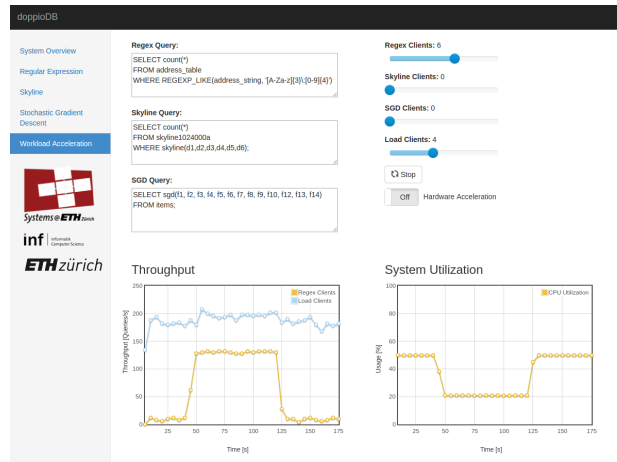 doppioDB
System Overview
Regular Expression
Skyline
Stochastic Gradient
Descent
Workload Acceleration
Systems@ETH Zürich
inf Informatik
Computer Science
ETH zürich
Regex Query:
SELECT count(*)
FROM address_table
WHERE REGEXP_LIKE(address_string, '[A-Za-z]{3}\:[0-9]{4}')
Skyline Query:
SELECT count(*)
FROM skyline1024000a
WHERE skyline(d1,d2,d3,d4,d5,d6);
SGD Query:
SELECT sgd(f1, f2, f3, f4, f5, f6, f7, f8, f9, f10, f12, f13, f14)
FROM items;
Regex Clients: 6
Skyline Clients: 0
SGD Clients: 0
Load Clients: 4
Stop
Off Hardware Acceleration
Throughput
250
200
150
100
50
0
Throughput [Queries/s]
Regex Clients
Load Clients
25 50 75 100 125 150 175
Time [s]
System Utilization
100
80
60
40
20
0
Usage [%]
CPU Utilization
25 50 75 100 125 150 175
Time [s]